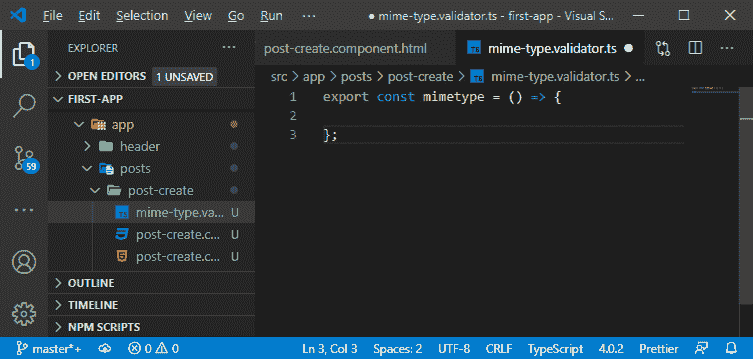 File Edit Selection View Go Run ··· ● mime-type.validator.ts - first-app - Visual S...
EXPLORER ···
OPEN EDITORS 1 UNSAVED
FIRST-APP
app
header
posts
post-create
mime-type.va... U
post-create.c... U
post-create.c... U
OUTLINE
TIMELINE
NPM SCRIPTS
1
59
post-create.component.html TS mime-type.validator.ts ●
src > app > posts > post-create > TS mime-type.validator.ts > ...
1 export const mimetype = () => {
2
3 };
master*+ 0 0 Ln 3, Col 3 Spaces: 2 UTF-8 CRLF TypeScript 4.0.2 Prettier